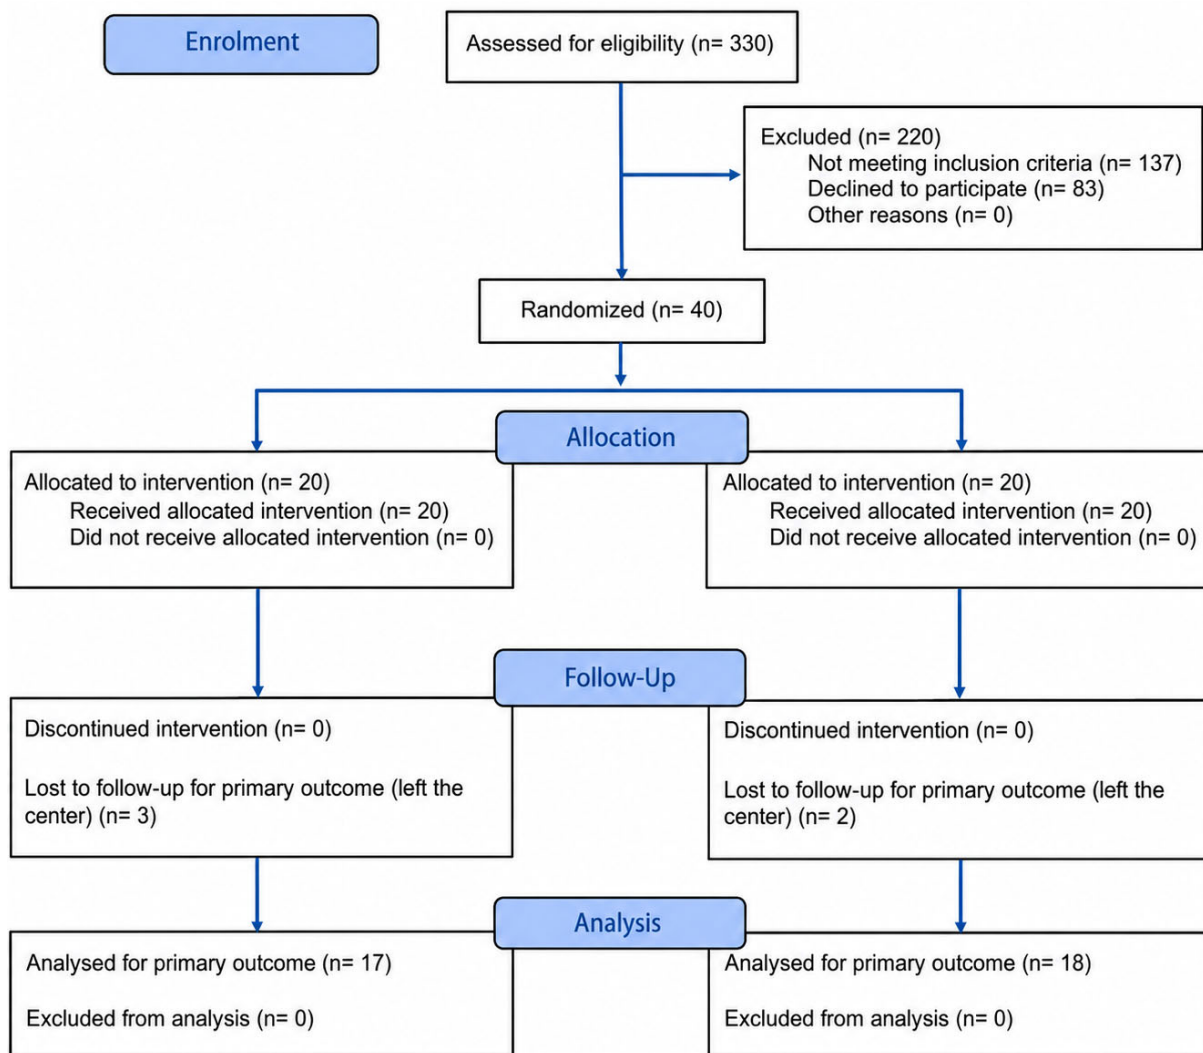 Enrolment
Assessed for eligibility (n= 330)
Excluded (n= 220)
Not meeting inclusion criteria (n= 137)
Declined to participate (n= 83)
Other reasons (n= 0)
Randomized (n= 40)
Allocation
Allocated to intervention (n= 20)
Received allocated intervention (n= 20)
Did not receive allocated intervention (n= 0)
Allocated to intervention (n= 20)
Received allocated intervention (n= 20)
Did not receive allocated intervention (n= 0)
Follow-Up
Discontinued intervention (n= 0)
Lost to follow-up for primary outcome (left the
center) (n= 3)
Discontinued intervention (n= 0)
Lost to follow-up for primary outcome (left the
center) (n= 2)
Analysis
Analysed for primary outcome (n= 17)
Excluded from analysis (n= 0)
Analysed for primary outcome (n= 18)
Excluded from analysis (n= 0)